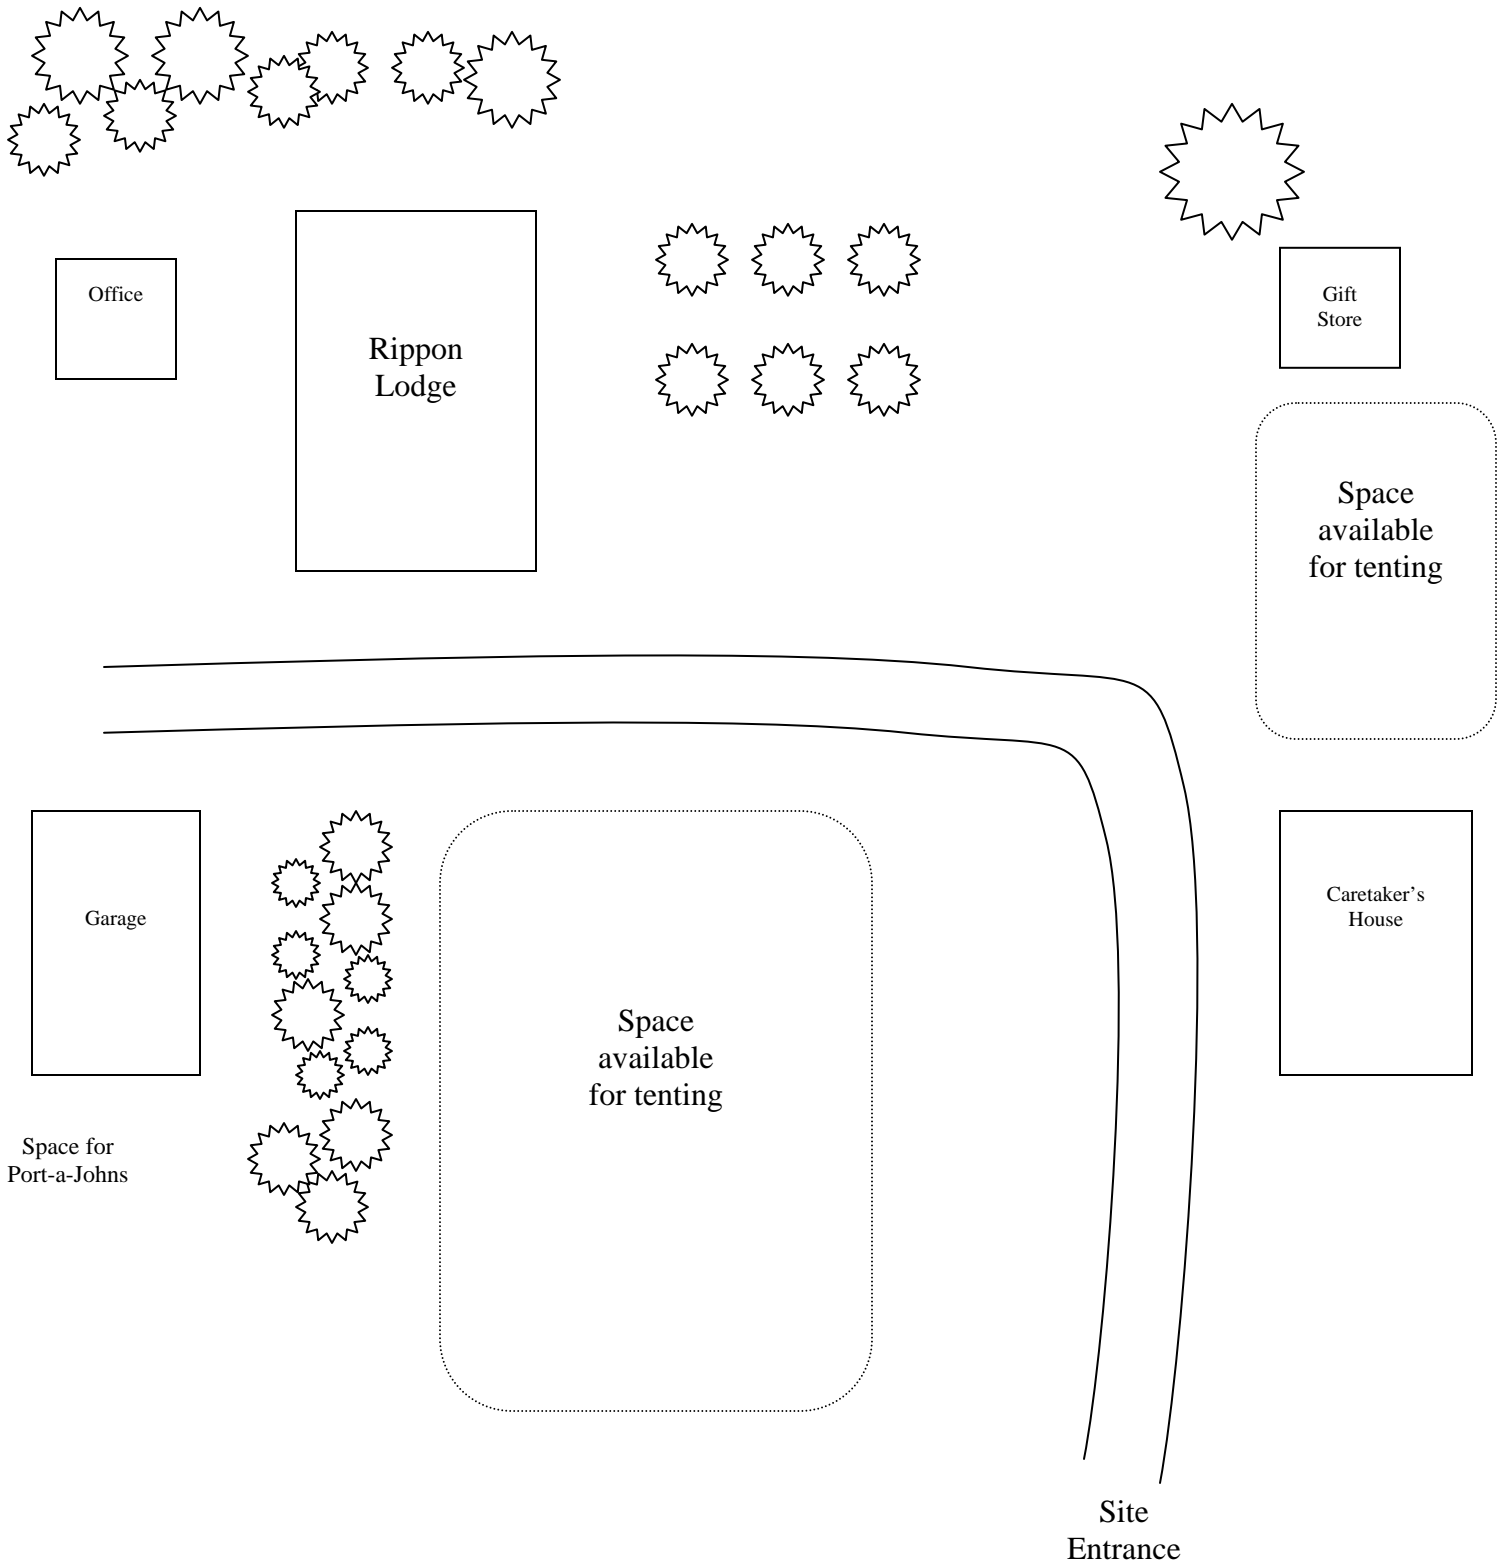 Office
Rippon
Lodge
Gift
Store
Space
available
for tenting
Garage
Caretaker’s
House
Space
available
for tenting
Space for
Port-a-Johns
Site
Entrance